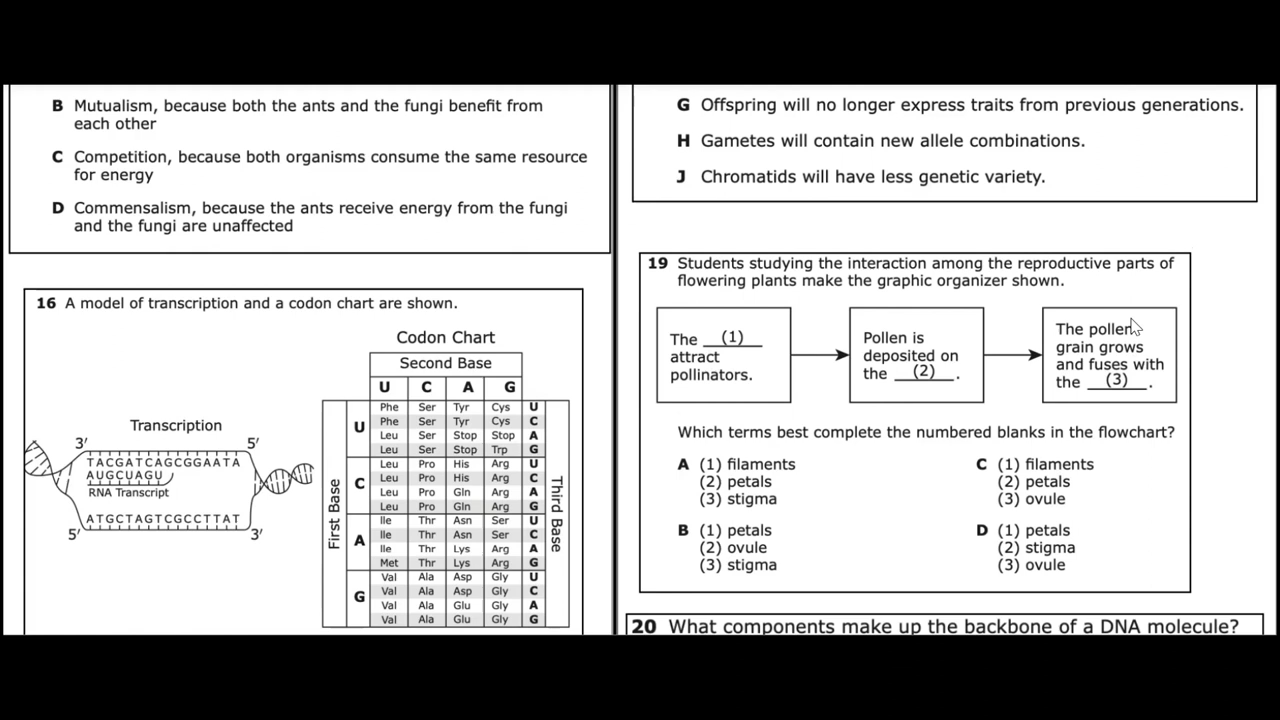 B Mutualism, because both the ants and the fungi benefit from
each other
C Competition, because both organisms consume the same resource
for energy
D Commensalism, because the ants receive energy from the fungi
and the fungi are unaffected
16 A model of transcription and a codon chart are shown.
Codon Chart
Second Base
U C A G
First Base
Third Base
U
Phe Ser Tyr Cys U
Phe Ser Tyr Cys C
Leu Ser Stop Stop A
Leu Ser Stop Trp G
C
Leu Pro His Arg U
Leu Pro His Arg C
Leu Pro Gln Arg A
Leu Pro Gln Arg G
A
Ile Thr Asn Ser U
Ile Thr Asn Ser C
Ile Thr Lys Arg A
Met Thr Lys Arg G
G
Val Ala Asp Gly U
Val Ala Asp Gly C
Val Ala Glu Gly A
Val Ala Glu Gly G
Transcription
3′ 5′
TACGATCAGCGGAATA
AUGCUAGU
RNA Transcript
ATGCTAGTCGCCTTAT
5′ 3′
G Offspring will no longer express traits from previous generations.
H Gametes will contain new allele combinations.
J Chromatids will have less genetic variety.
19 Students studying the interaction among the reproductive parts of
flowering plants make the graphic organizer shown.
The (1)
attract
pollinators.
Pollen is
deposited on
the (2) .
The pollen
grain grows
and fuses with
the (3) .
Which terms best complete the numbered blanks in the flowchart?
A (1) filaments
(2) petals
(3) stigma
B (1) petals
(2) ovule
(3) stigma
C (1) filaments
(2) petals
(3) ovule
D (1) petals
(2) stigma
(3) ovule
20 What components make up the backbone of a DNA molecule?